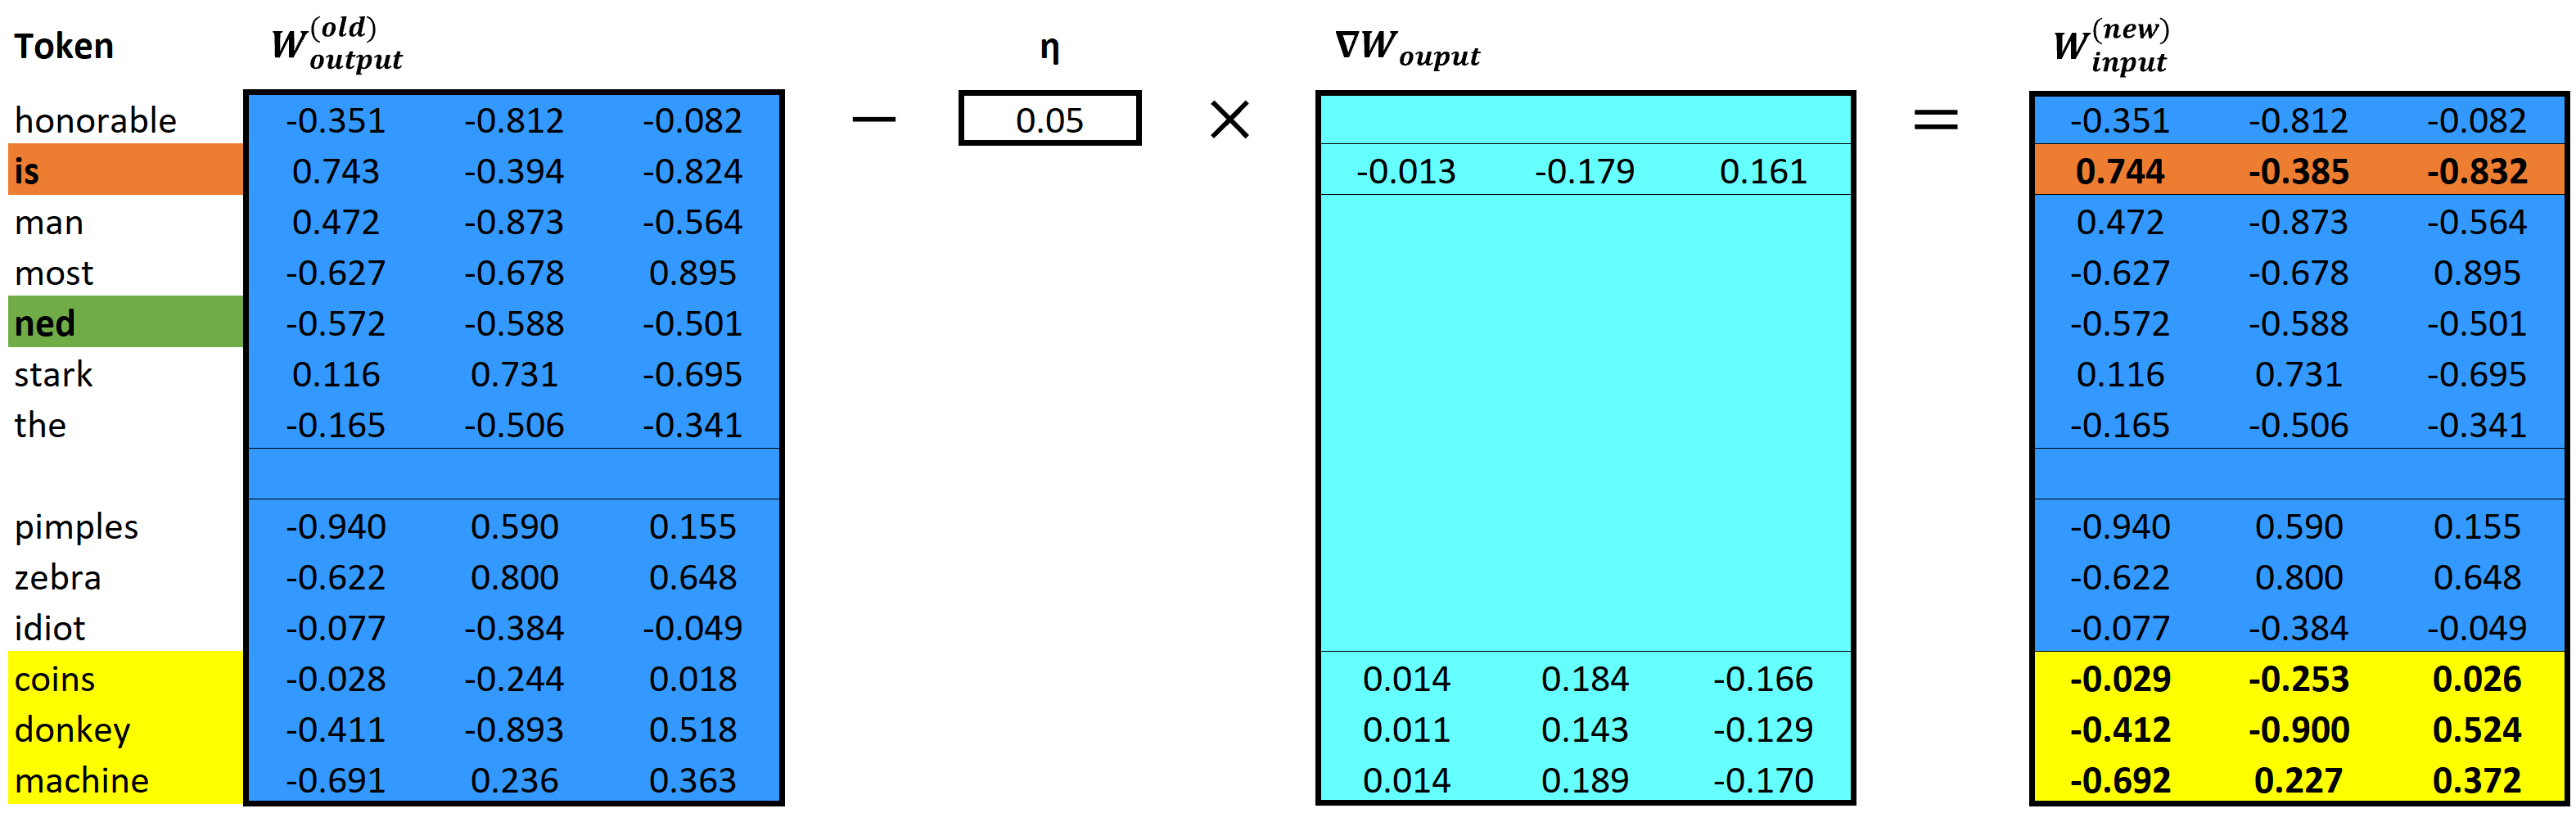 Token W_output^(old) η ∇W_ouput W_input^(new)
honorable -0.351 -0.812 -0.082 − 0.05 × = -0.351 -0.812 -0.082
is 0.743 -0.394 -0.824 -0.013 -0.179 0.161 0.744 -0.385 -0.832
man 0.472 -0.873 -0.564 0.472 -0.873 -0.564
most -0.627 -0.678 0.895 -0.627 -0.678 0.895
ned -0.572 -0.588 -0.501 -0.572 -0.588 -0.501
stark 0.116 0.731 -0.695 0.116 0.731 -0.695
the -0.165 -0.506 -0.341 -0.165 -0.506 -0.341
pimples -0.940 0.590 0.155 -0.940 0.590 0.155
zebra -0.622 0.800 0.648 -0.622 0.800 0.648
idiot -0.077 -0.384 -0.049 -0.077 -0.384 -0.049
coins -0.028 -0.244 0.018 0.014 0.184 -0.166 -0.029 -0.253 0.026
donkey -0.411 -0.893 0.518 0.011 0.143 -0.129 -0.412 -0.900 0.524
machine -0.691 0.236 0.363 0.014 0.189 -0.170 -0.692 0.227 0.372